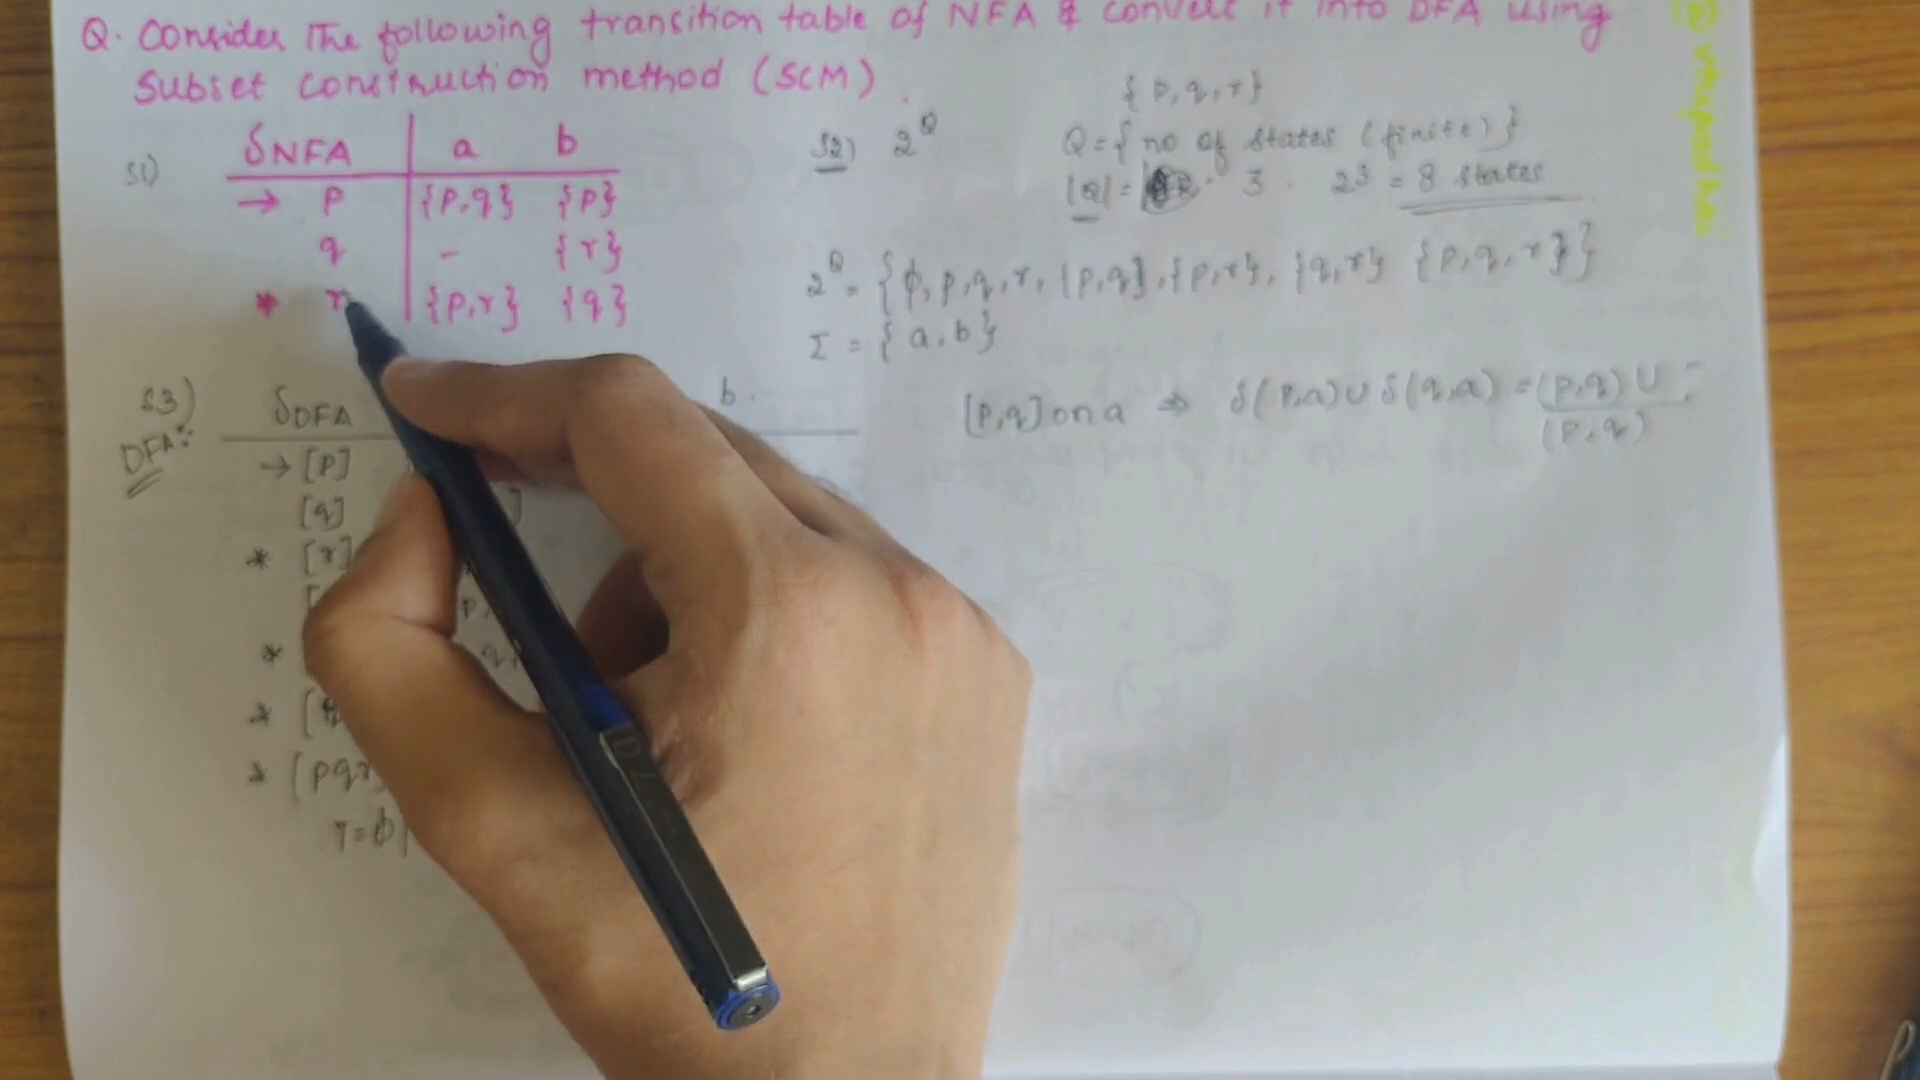 Q. Consider The following transition table of NFA & convert it into DFA using
Subset construction method (SCM).
S1)
δNFA a b
→ p {p,q} {p}
q - {r}
* r {p,r} {q}
S2) 2^Q
{p,q,r}
Q = {no of states (finite)}
|Q| = 3 . 2^3 = 8 states
2^Q = {ϕ, p, q, r, {p,q}, {p,r}, {q,r} {p,q,r}}
Σ = {a,b}
[p,q] on a ⇒ δ(p,a) ∪ δ(q,a) = (p,q) ∪ -
(p,q)
S3)
DFA:
δDFA b.
→ [p]
[q]
* [r]
*
*
* [pqr
@vtupadhai